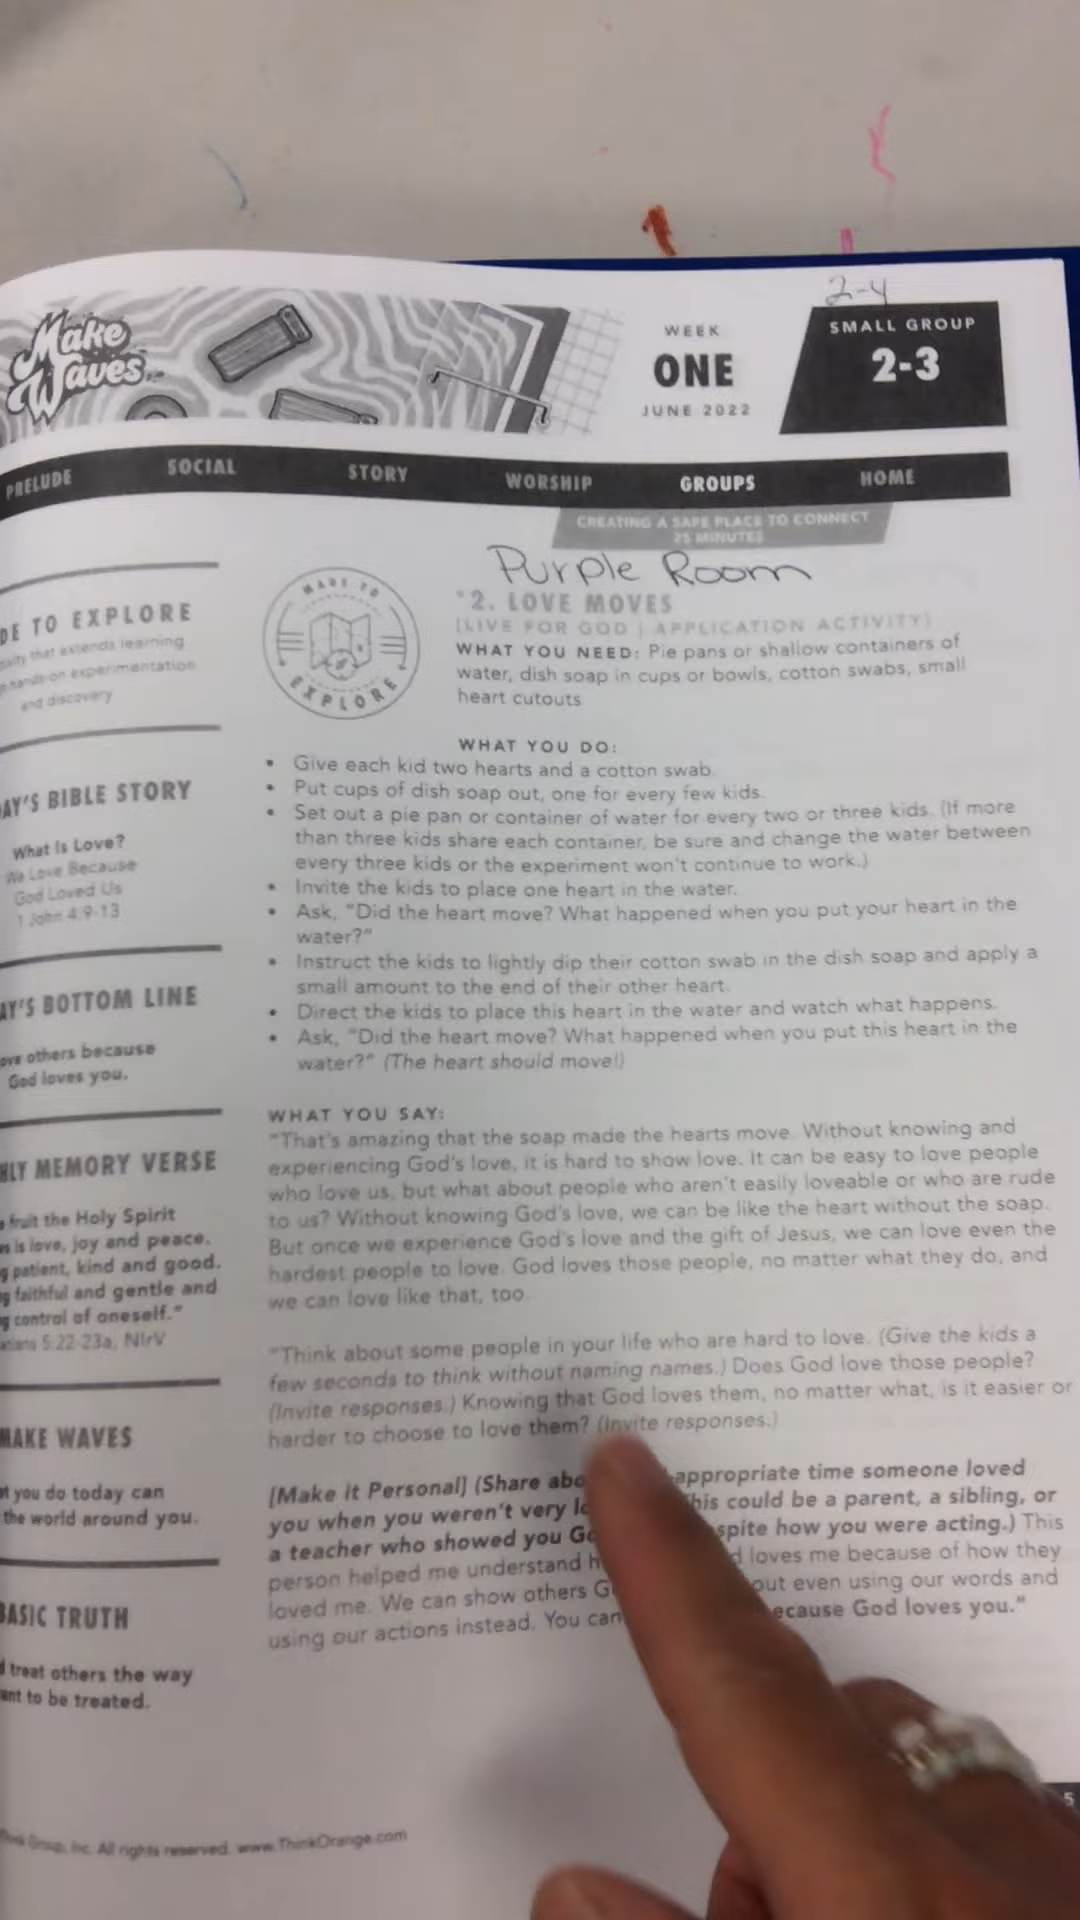 2-4
Make
Waves
WEEK
ONE
JUNE 2022
SMALL GROUP
2-3
PRELUDE
SOCIAL
STORY
WORSHIP
GROUPS
HOME
CREATING A SAFE PLACE TO CONNECT
25 MINUTES
Purple Room
MADE TO
EXPLORE
*2. LOVE MOVES
[LIVE FOR GOD | APPLICATION ACTIVITY]
WHAT YOU NEED: Pie pans or shallow containers of
water, dish soap in cups or bowls, cotton swabs, small
heart cutouts
WHAT YOU DO:
• Give each kid two hearts and a cotton swab.
• Put cups of dish soap out, one for every few kids.
• Set out a pie pan or container of water for every two or three kids. (If more
than three kids share each container, be sure and change the water between
every three kids or the experiment won't continue to work.)
• Invite the kids to place one heart in the water.
• Ask, "Did the heart move? What happened when you put your heart in the
water?"
• Instruct the kids to lightly dip their cotton swab in the dish soap and apply a
small amount to the end of their other heart.
• Direct the kids to place this heart in the water and watch what happens.
• Ask, "Did the heart move? What happened when you put this heart in the
water?" (The heart should move!)
WHAT YOU SAY:
"That's amazing that the soap made the hearts move. Without knowing and
experiencing God's love, it is hard to show love. It can be easy to love people
who love us, but what about people who aren't easily loveable or who are rude
to us? Without knowing God's love, we can be like the heart without the soap.
But once we experience God's love and the gift of Jesus, we can love even the
hardest people to love. God loves those people, no matter what they do, and
we can love like that, too.
"Think about some people in your life who are hard to love. (Give the kids a
few seconds to think without naming names.) Does God love those people?
(Invite responses.) Knowing that God loves them, no matter what, is it easier or
harder to choose to love them? (Invite responses.)
[Make it Personal] (Share abo appropriate time someone loved
you when you weren't very lo his could be a parent, a sibling, or
a teacher who showed you Go spite how you were acting.) This
person helped me understand h d loves me because of how they
loved me. We can show others G out even using our words and
using our actions instead. You can ecause God loves you."
DE TO EXPLORE
ivity that extends learning
hands-on experimentation
and discovery
AY'S BIBLE STORY
What Is Love?
We Love Because
God Loved Us
1 John 4:9-13
AY'S BOTTOM LINE
ove others because
God loves you.
HLY MEMORY VERSE
fruit the Holy Spirit
es is love, joy and peace.
g patient, kind and good.
g faithful and gentle and
g control of oneself."
atians 5:22-23a, NIrV
MAKE WAVES
at you do today can
the world around you.
BASIC TRUTH
d treat others the way
ant to be treated.
Group, Inc. All rights reserved. www.ThinkOrange.com
5